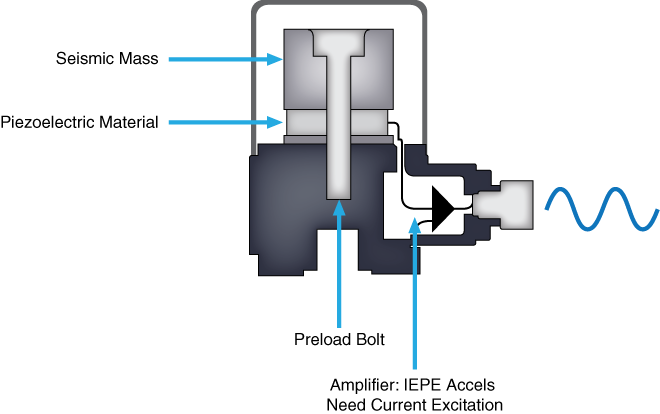 Seismic Mass
Piezoelectric Material
Preload Bolt
Amplifier: IEPE Accels
Need Current Excitation